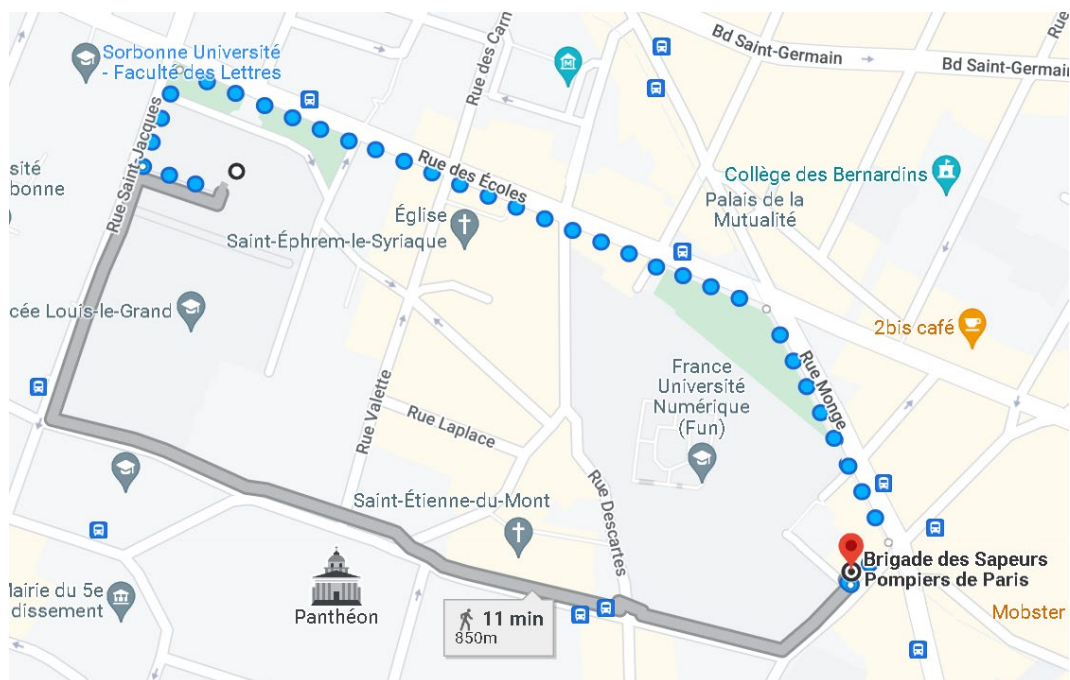 Sorbonne Université
- Faculté des Lettres
Rue des Carn
Bd Saint-Germain
Bd Saint-Germain
Rue
Rue Saint-Jacques
sité
rbonne
Rue des Écoles
Collège des Bernardins
Palais de la
Mutualité
Église
Saint-Éphrem-le-Syriaque
cée Louis-le-Grand
2bis café
France
Université
Numérique
(Fun)
Rue Monge
Rue Valette
Rue Laplace
Rue Descartes
Saint-Étienne-du-Mont
Brigade des Sapeurs
Pompiers de Paris
Mairie du 5e
dissement
Panthéon
11 min
850m
Mobster